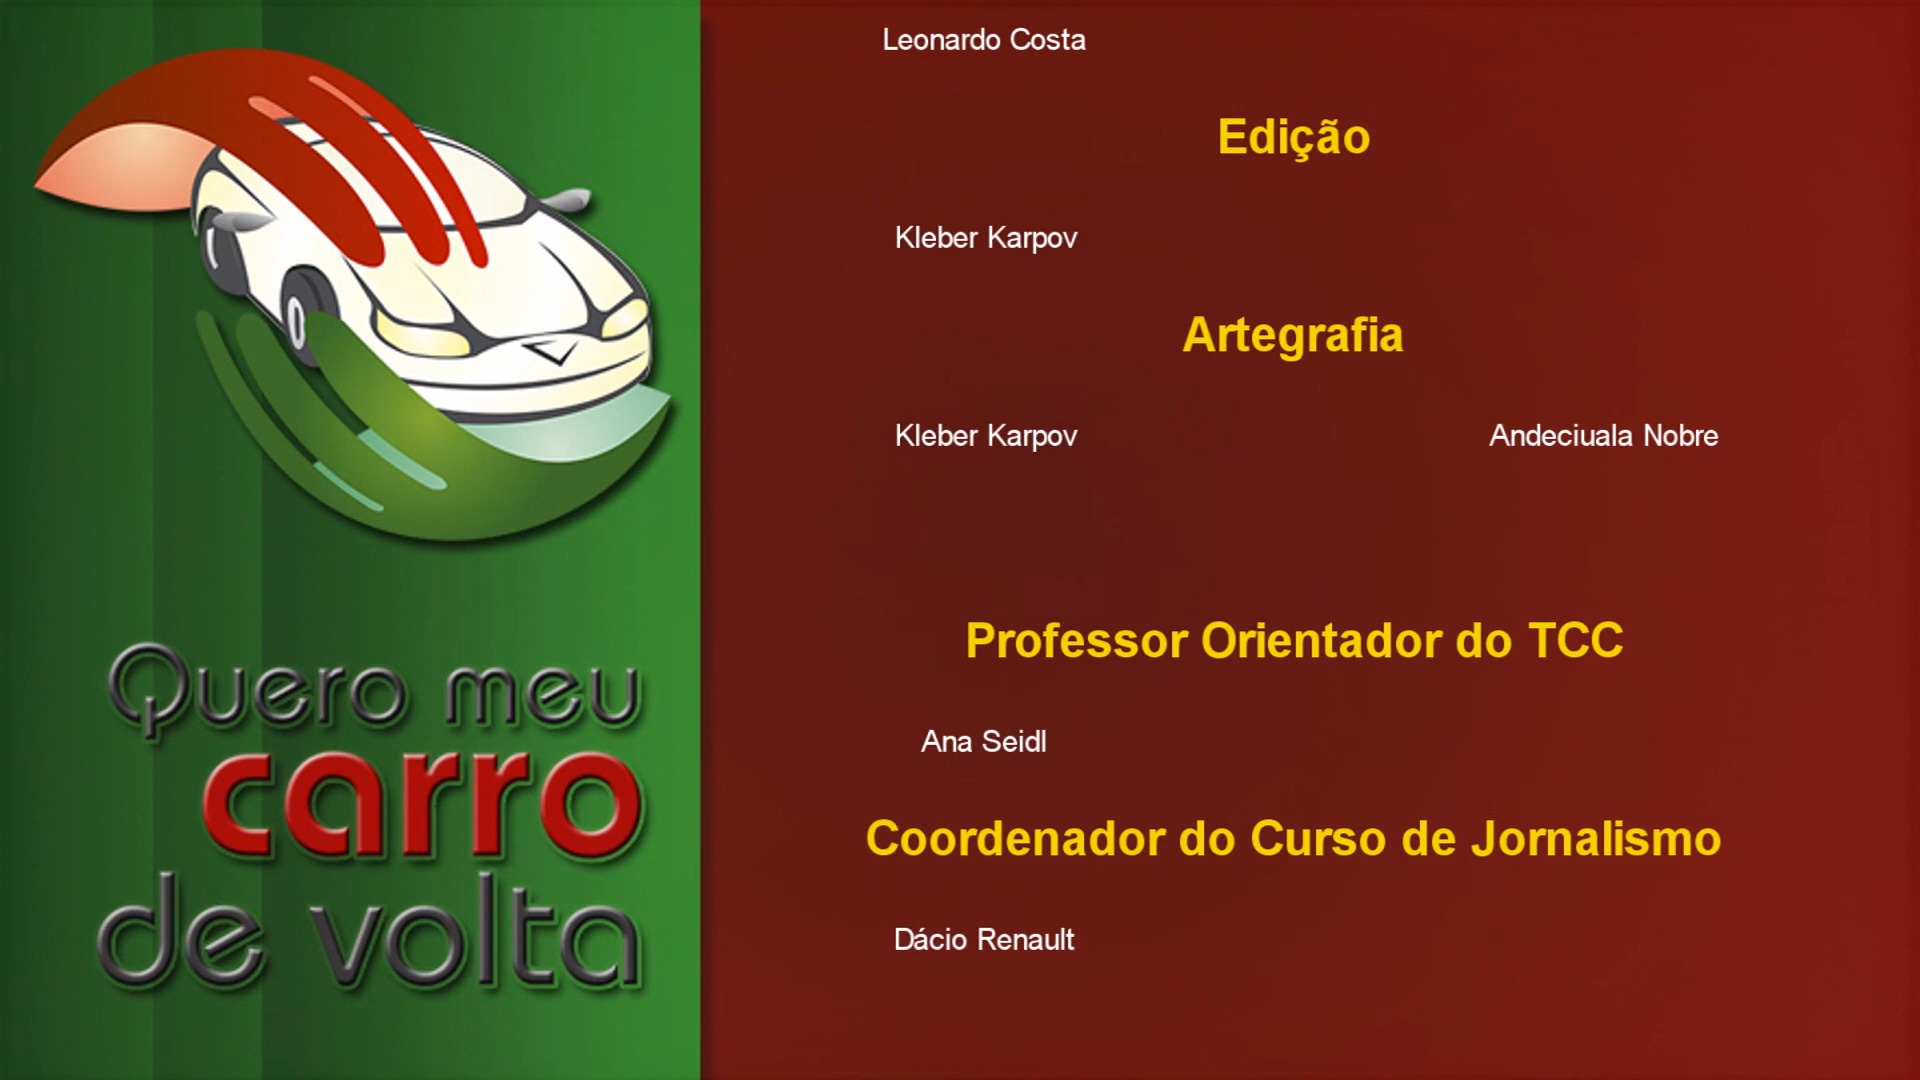 Quero meu
carro
de volta
Leonardo Costa
Edição
Kleber Karpov
Artegrafia
Kleber Karpov Andeciuala Nobre
Professor Orientador do TCC
Ana Seidl
Coordenador do Curso de Jornalismo
Dácio Renault